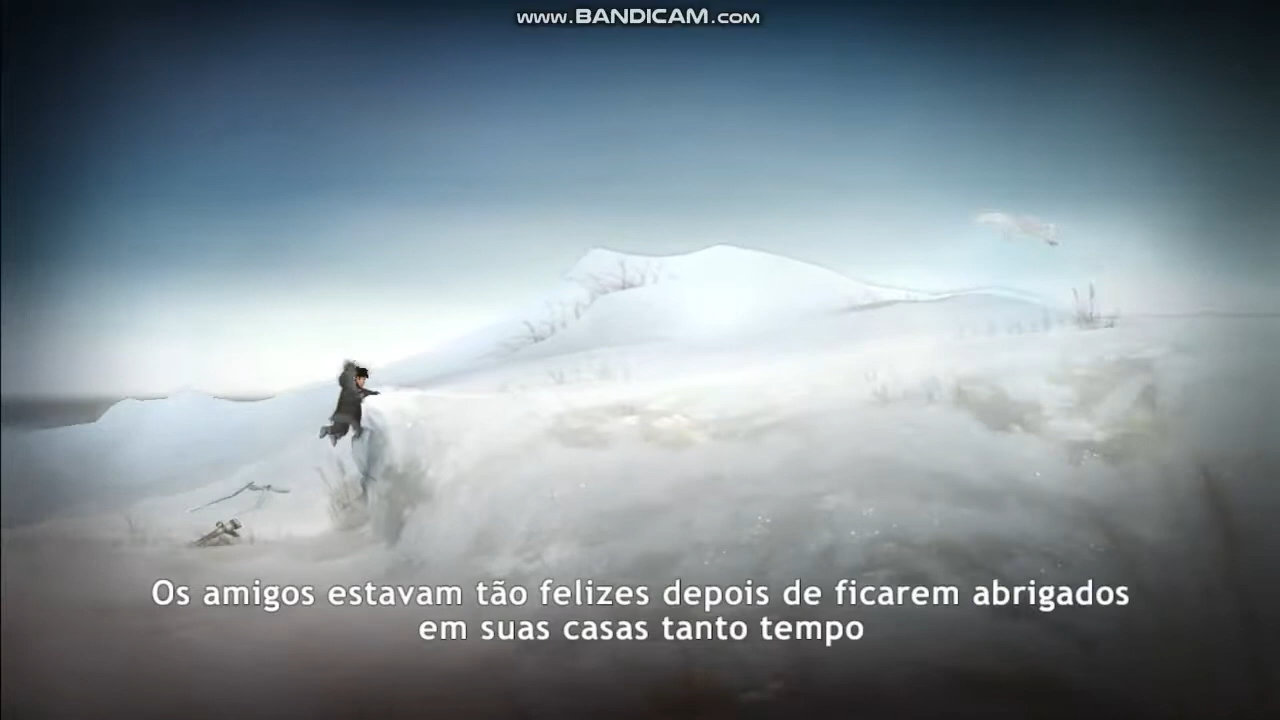 www.BANDICAM.com
Os amigos estavam tão felizes depois de ficarem abrigados
em suas casas tanto tempo